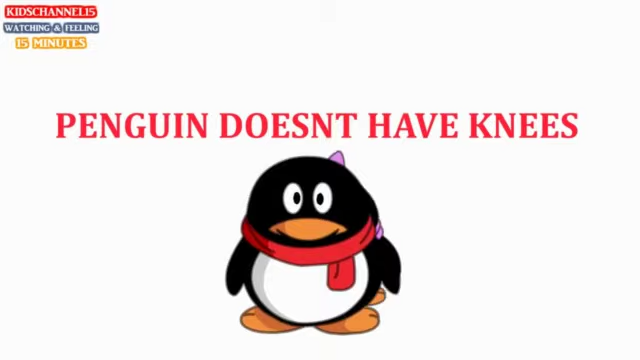 KIDSCHANNEL15
WATCHING & FEELING
15 MINUTES
PENGUIN DOESNT HAVE KNEES